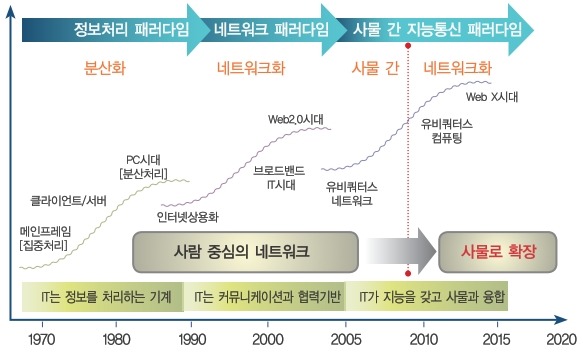 정보처리 패러다임
네트워크 패러다임
사물 간 지능통신 패러다임
분산화
네트워크화
사물 간
네트워크화
Web X시대
Web2.0시대
유비쿼터스
컴퓨팅
PC시대
[분산처리]
브로드밴드
IT시대
유비쿼터스
네트워크
클라이언트/서버
인터넷상용화
메인프레임
[집중처리]
사람 중심의 네트워크
사물로 확장
IT는 정보를 처리하는 기계
IT는 커뮤니케이션과 협력기반
IT가 지능을 갖고 사물과 융합
1970
1980
1990
2000
2005
2010
2015
2020